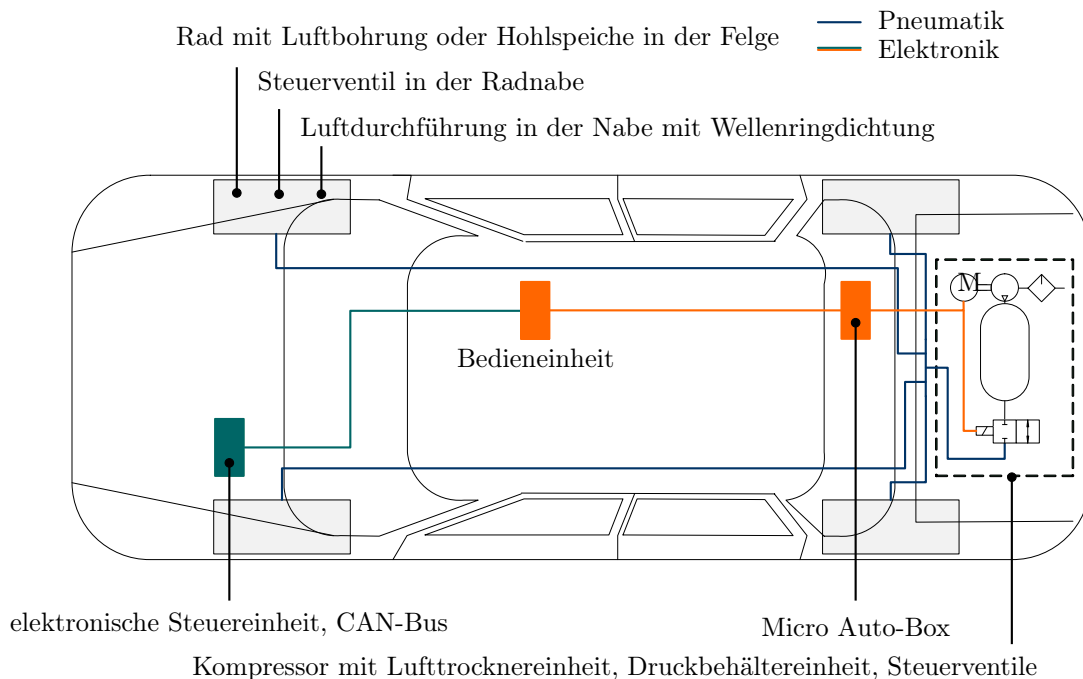 Pneumatik
Rad mit Luftbohrung oder Hohlspeiche in der Felge
Elektronik
Steuerventil in der Radnabe
Luftdurchführung in der Nabe mit Wellenringdichtung
M
Bedieneinheit
elektronische Steuereinheit, CAN-Bus
Micro Auto-Box
Kompressor mit Lufttrocknereinheit, Druckbehältereinheit, Steuerventile